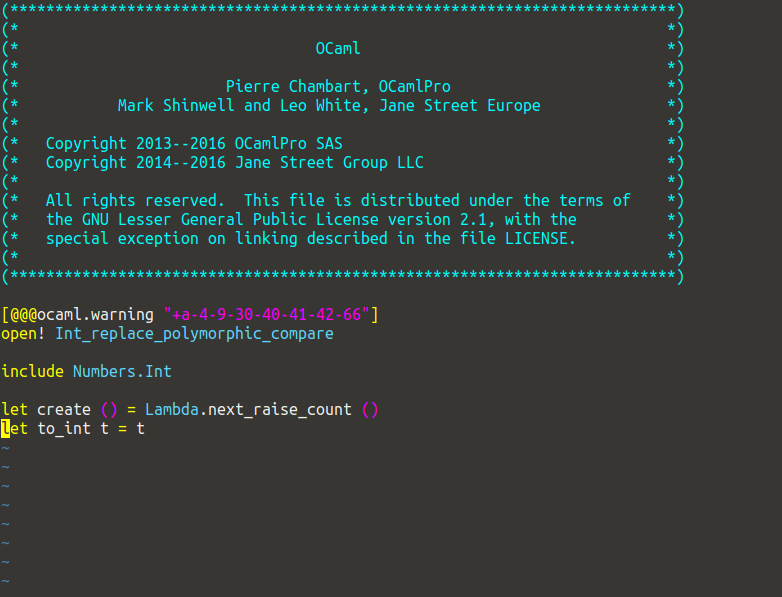 (**************************************************************************)
(*                                                                        *)
(*                                 OCaml                                  *)
(*                                                                        *)
(*                       Pierre Chambart, OCamlPro                        *)
(*           Mark Shinwell and Leo White, Jane Street Europe              *)
(*                                                                        *)
(*   Copyright 2013--2016 OCamlPro SAS                                    *)
(*   Copyright 2014--2016 Jane Street Group LLC                           *)
(*                                                                        *)
(*   All rights reserved.  This file is distributed under the terms of    *)
(*   the GNU Lesser General Public License version 2.1, with the          *)
(*   special exception on linking described in the file LICENSE.          *)
(*                                                                        *)
(**************************************************************************)

[@@@ocaml.warning "+a-4-9-30-40-41-42-66"]
open! Int_replace_polymorphic_compare

include Numbers.Int

let create () = Lambda.next_raise_count ()
let to_int t = t
~
~
~
~
~
~
~
~